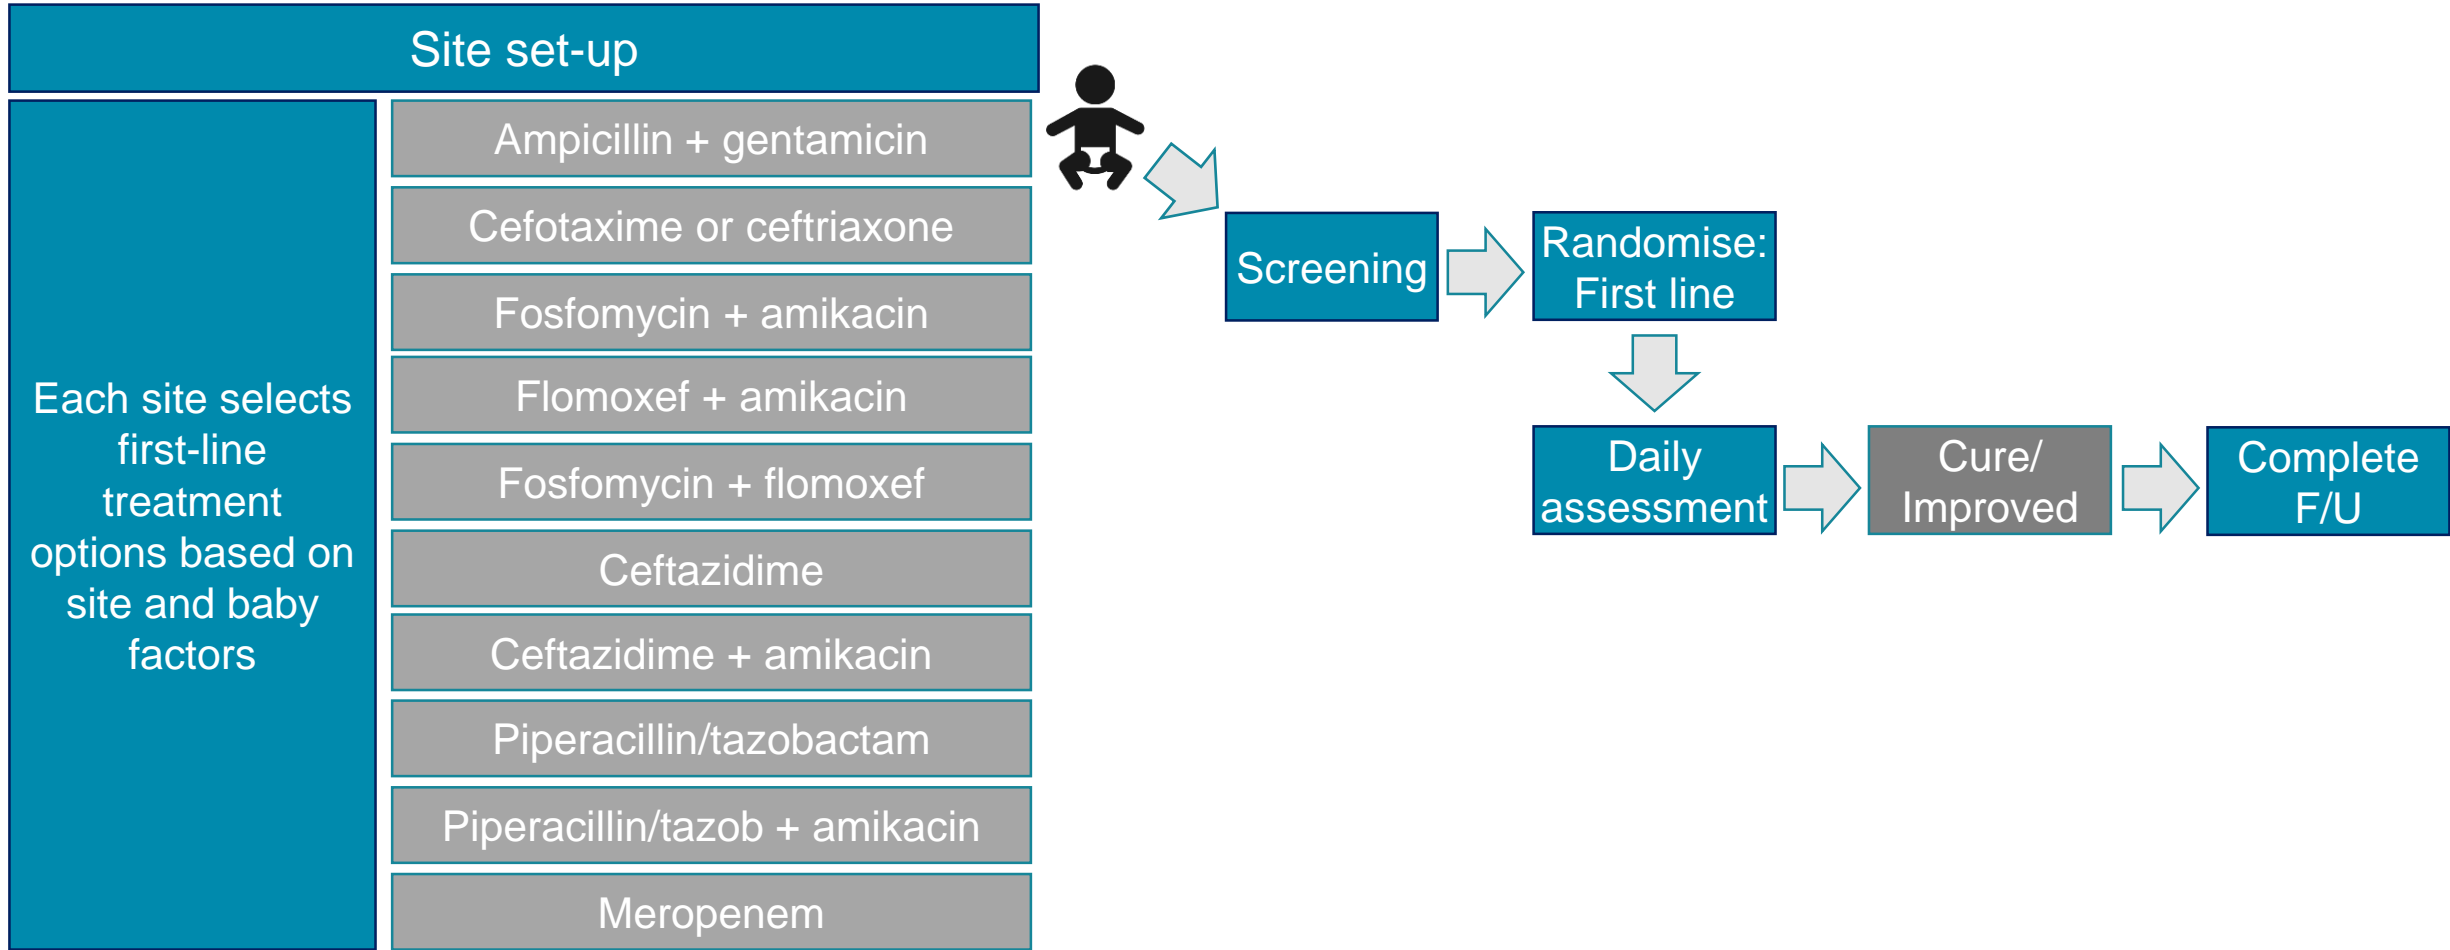 Site set-up
Each site selects
first-line
treatment
options based on
site and baby
factors
Ampicillin + gentamicin
Cefotaxime or ceftriaxone
Fosfomycin + amikacin
Flomoxef + amikacin
Fosfomycin + flomoxef
Ceftazidime
Ceftazidime + amikacin
Piperacillin/tazobactam
Piperacillin/tazob + amikacin
Meropenem
Screening
Randomise:
First line
Daily
assessment
Cure/
Improved
Complete
F/U